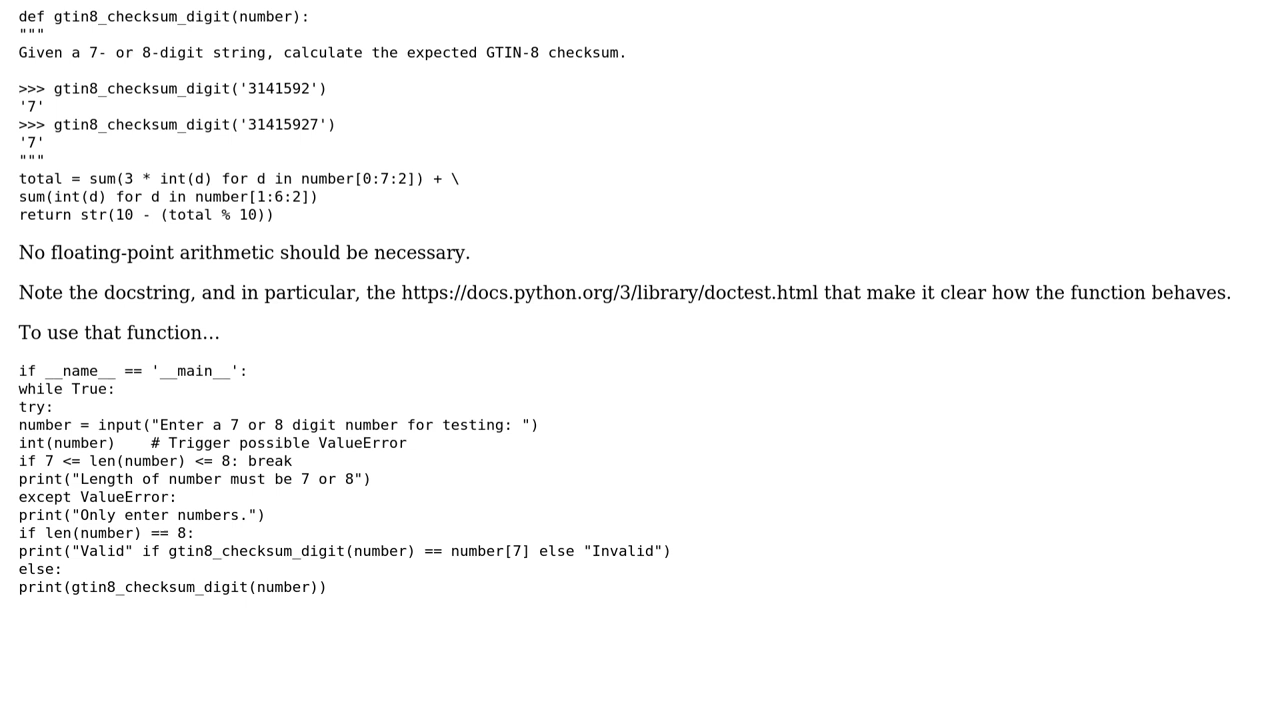 def gtin8_checksum_digit(number):
"""
Given a 7- or 8-digit string, calculate the expected GTIN-8 checksum.
>>> gtin8_checksum_digit('3141592')
'7'
>>> gtin8_checksum_digit('31415927')
'7'
"""
total = sum(3 * int(d) for d in number[0:7:2]) + \
sum(int(d) for d in number[1:6:2])
return str(10 - (total % 10))
No floating-point arithmetic should be necessary.
Note the docstring, and in particular, the https://docs.python.org/3/library/doctest.html that make it clear how the function behaves.
To use that function…
if __name__ == '__main__':
while True:
try:
number = input("Enter a 7 or 8 digit number for testing: ")
int(number)    # Trigger possible ValueError
if 7 <= len(number) <= 8: break
print("Length of number must be 7 or 8")
except ValueError:
print("Only enter numbers.")
if len(number) == 8:
print("Valid" if gtin8_checksum_digit(number) == number[7] else "Invalid")
else:
print(gtin8_checksum_digit(number))